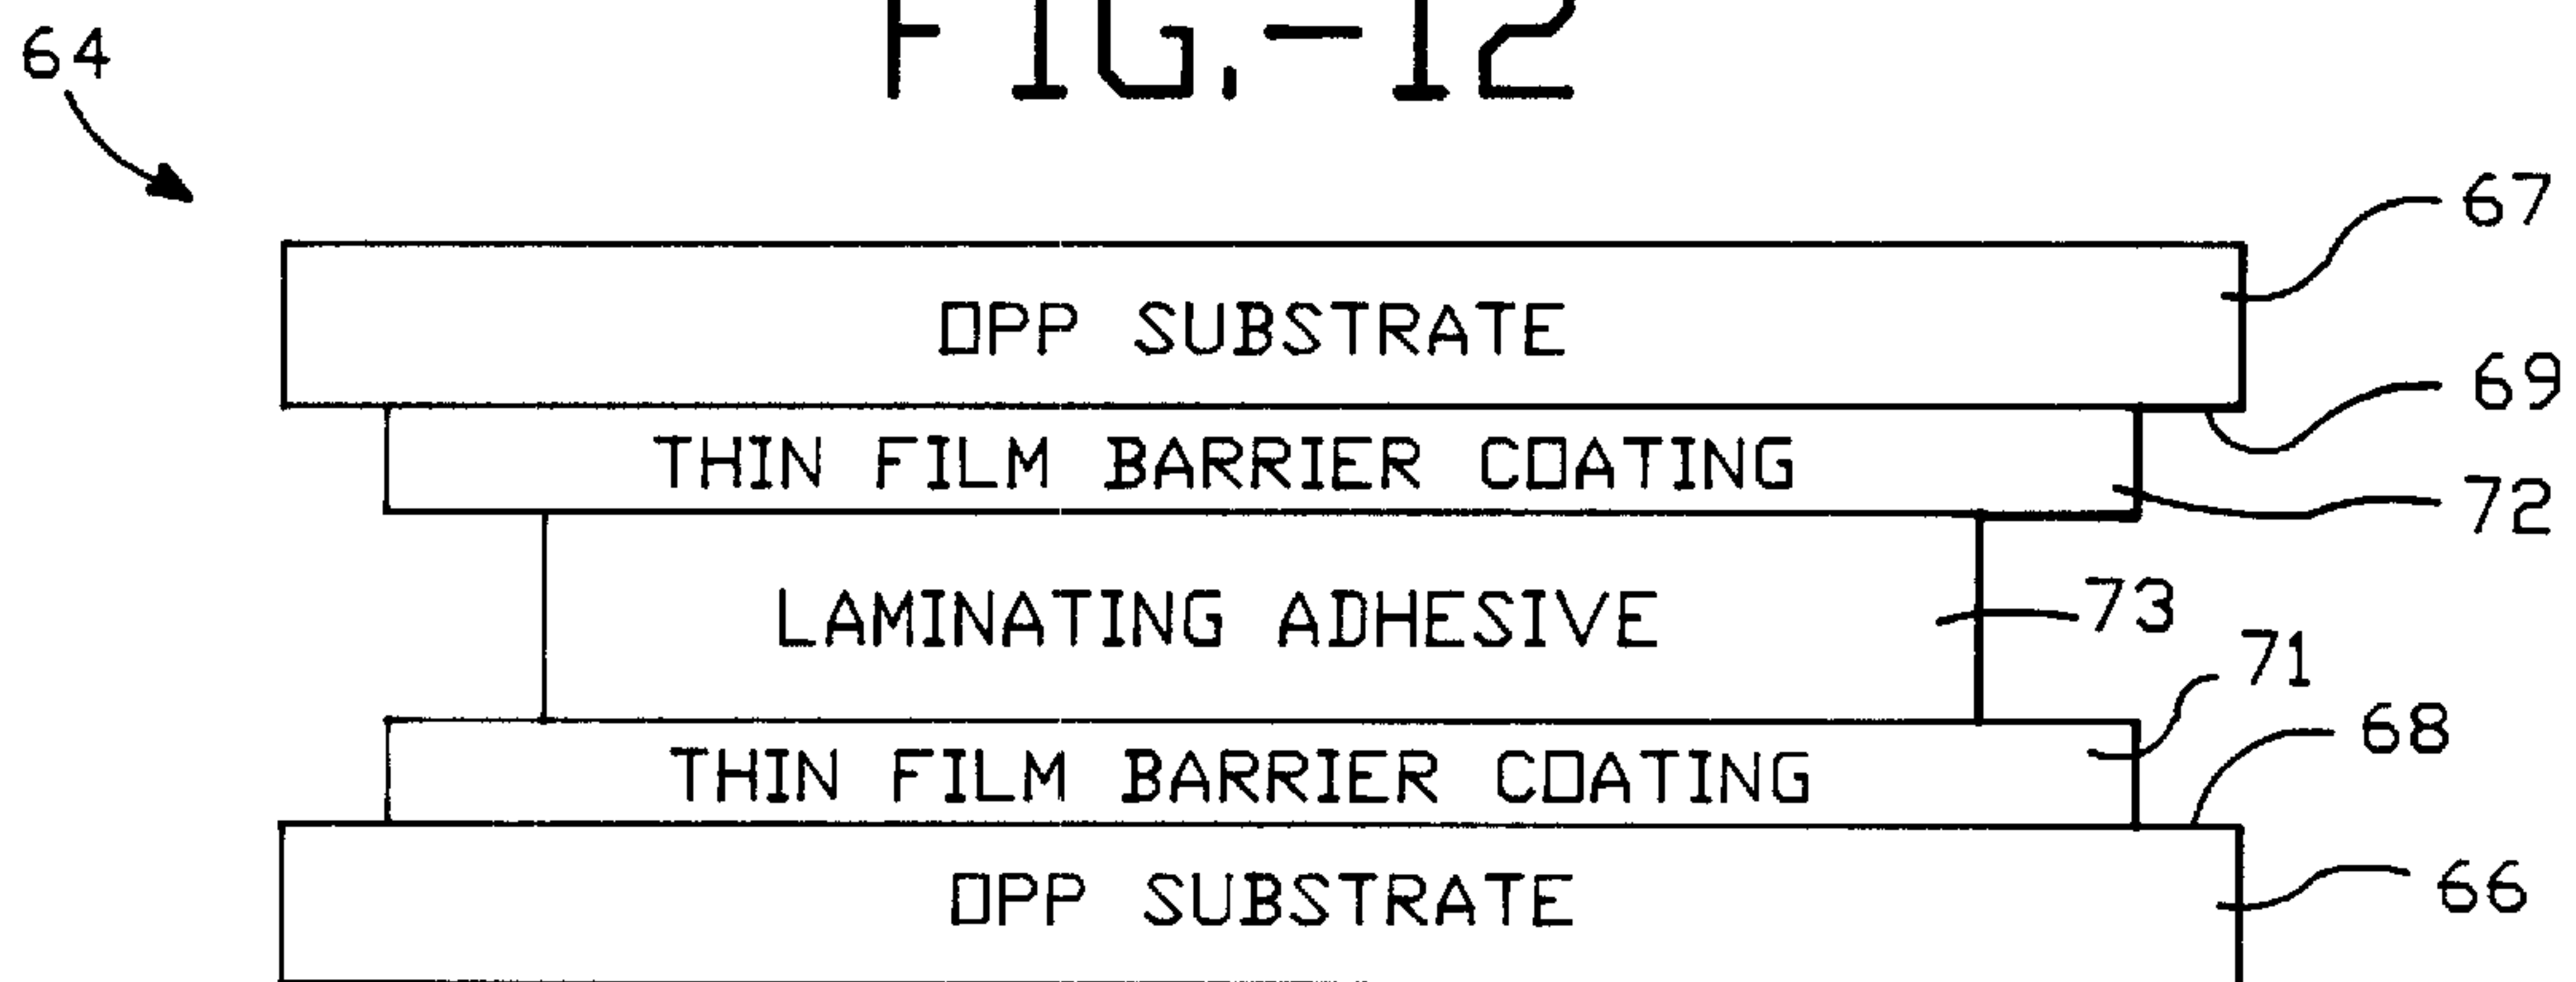 FIG.-12
64
67
OPP SUBSTRATE
69
THIN FILM BARRIER COATING
72
LAMINATING ADHESIVE
73
71
68
THIN FILM BARRIER COATING
OPP SUBSTRATE
66